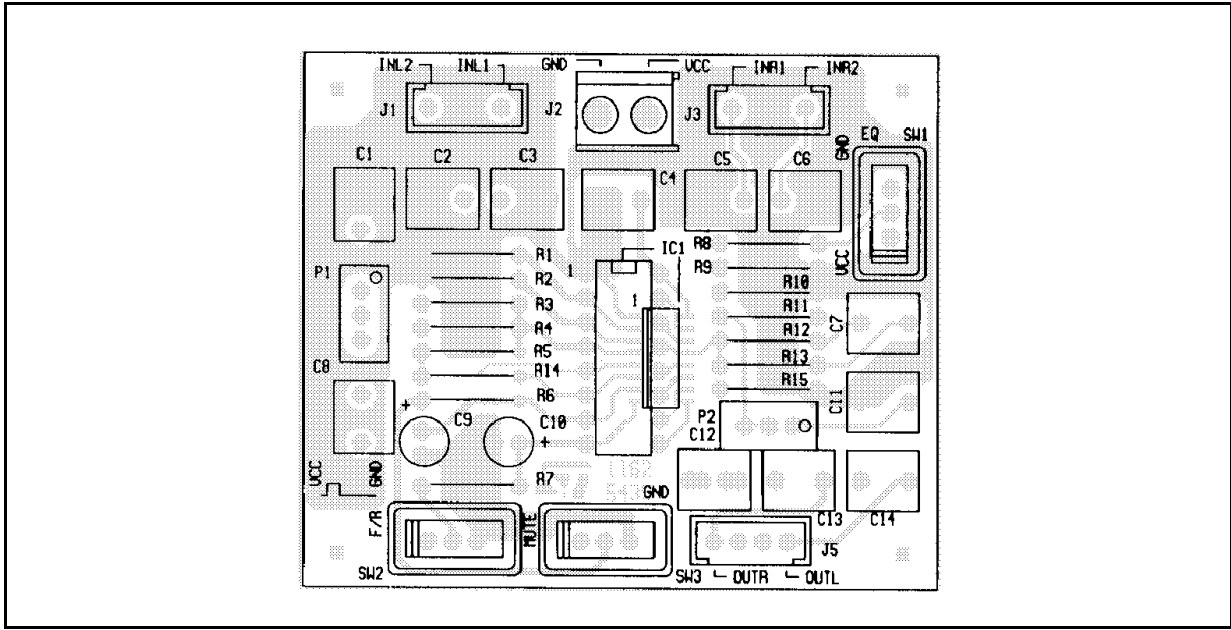 INL2 INL1 GND VCC INR1 INR2
J1 J2 J3
GND EQ SW1
C1 C2 C3 C4 C5 C6
VCC
R1 1 IC1 R8
R2 R9
P1 R3 1 R10
R4 R11 C7
R5 R12
C8 R14 R13
R6 R15 C11
+ C9 C10 + P2
C12
VCC GND R7 GND
F/R MUTE C13 C14
SW2 SW3 OUTR OUTL J5